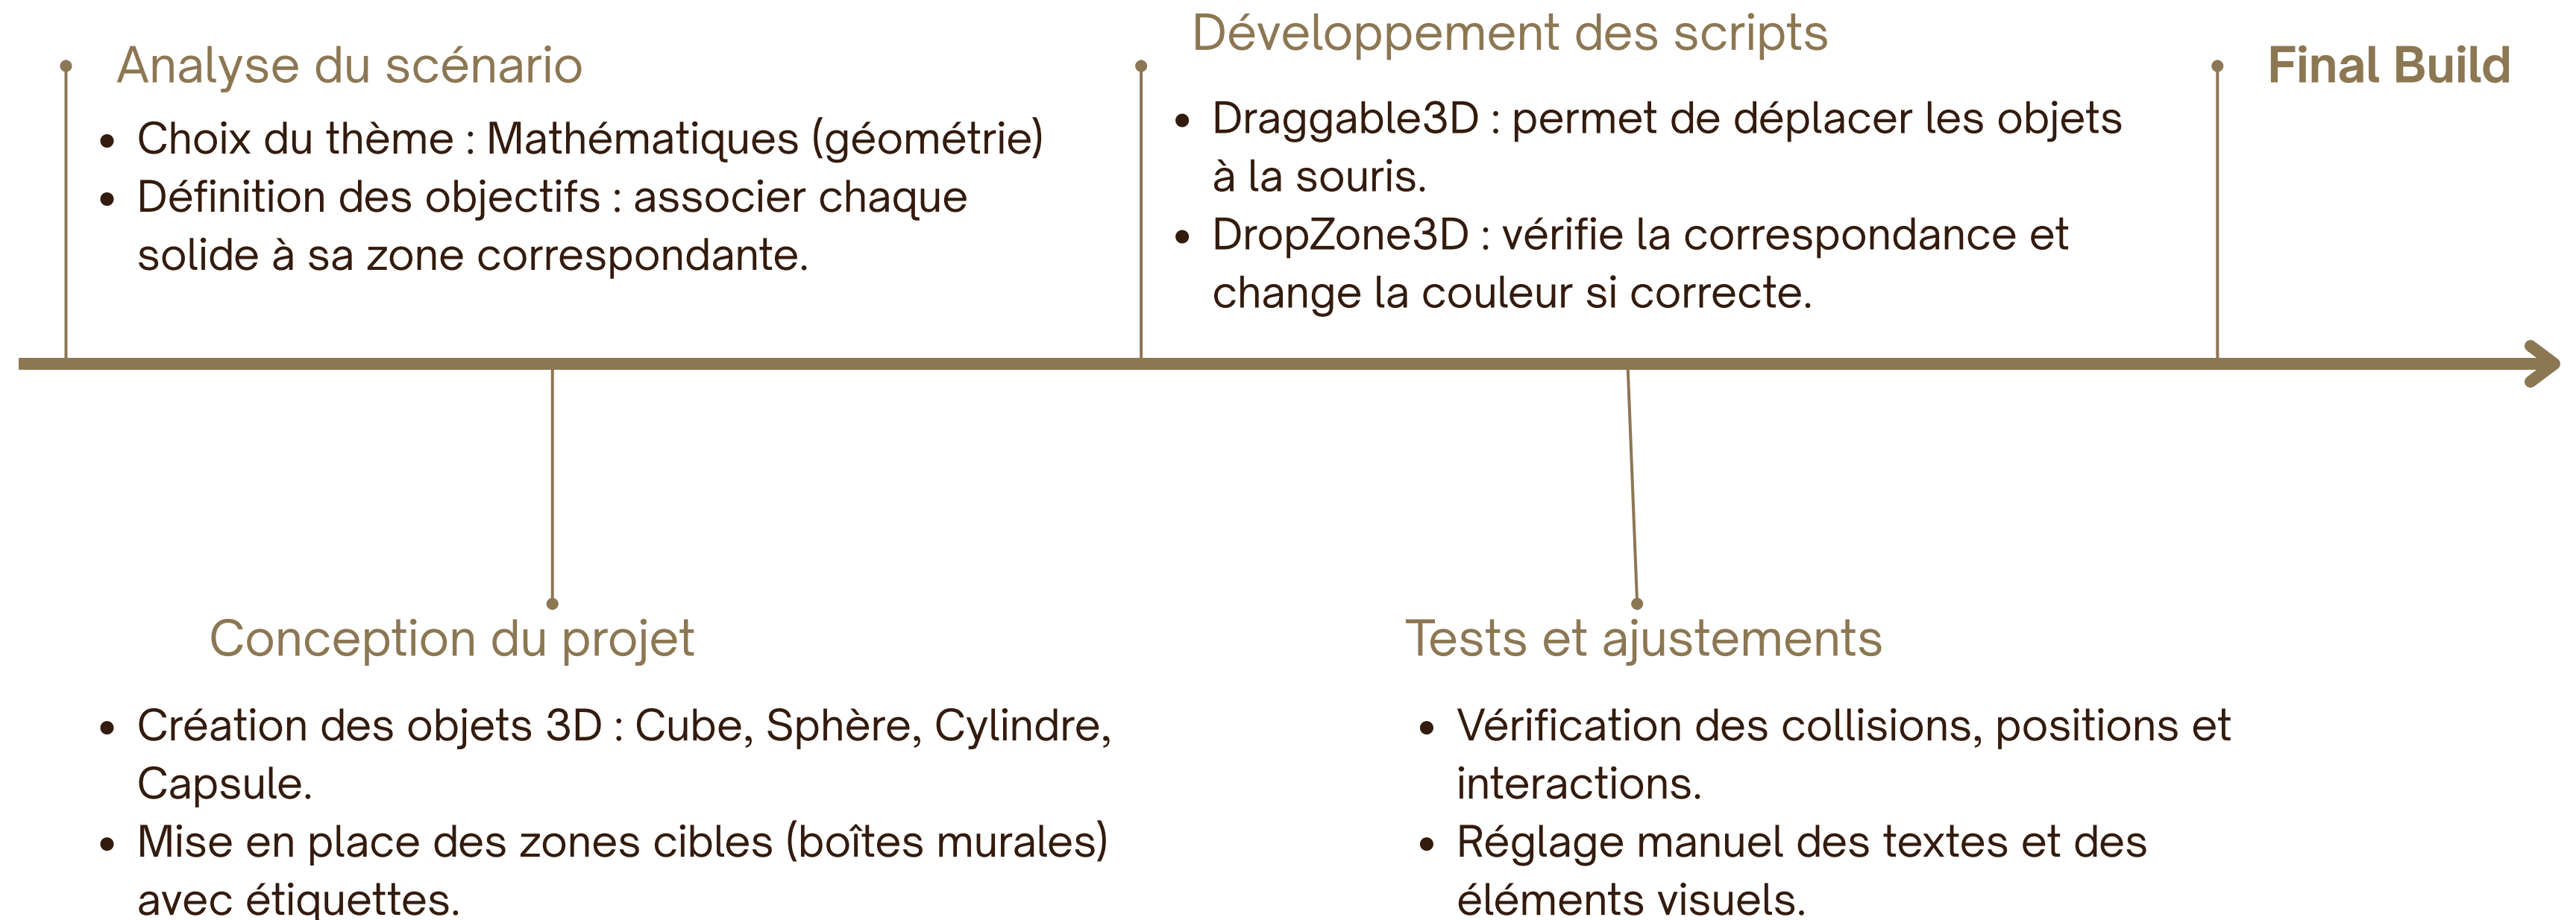 Analyse du scénario
• Choix du thème : Mathématiques (géométrie)
• Définition des objectifs : associer chaque
solide à sa zone correspondante.
Développement des scripts
• Draggable3D : permet de déplacer les objets
à la souris.
• DropZone3D : vérifie la correspondance et
change la couleur si correcte.
Final Build
Conception du projet
• Création des objets 3D : Cube, Sphère, Cylindre,
Capsule.
• Mise en place des zones cibles (boîtes murales)
avec étiquettes.
Tests et ajustements
• Vérification des collisions, positions et
interactions.
• Réglage manuel des textes et des
éléments visuels.